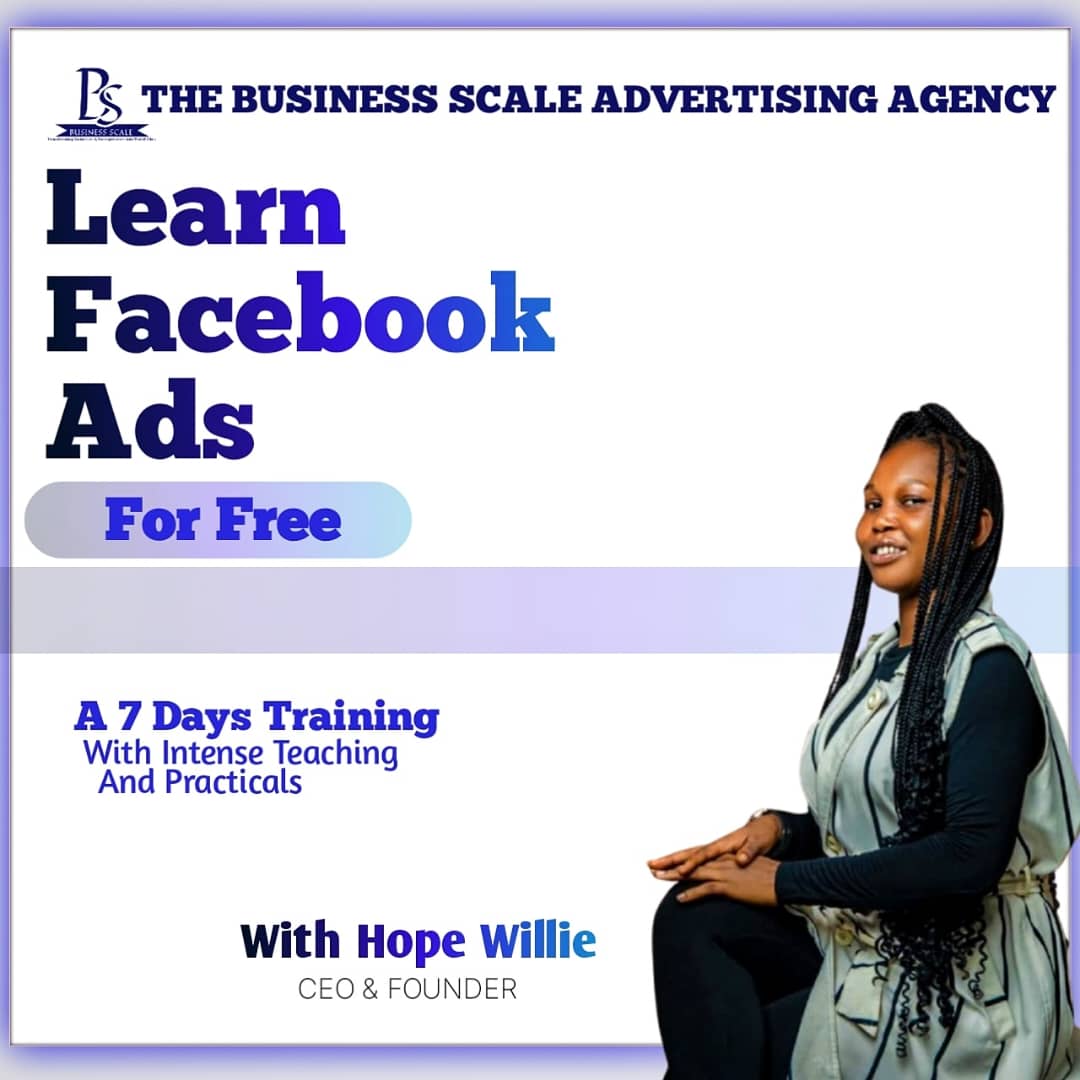 BS THE BUSINESS SCALE ADVERTISING AGENCY
BUSINESS SCALE
Learn
Facebook
Ads
For Free
A 7 Days Training
With Intense Teaching
And Practicals
With Hope Willie
CEO & FOUNDER